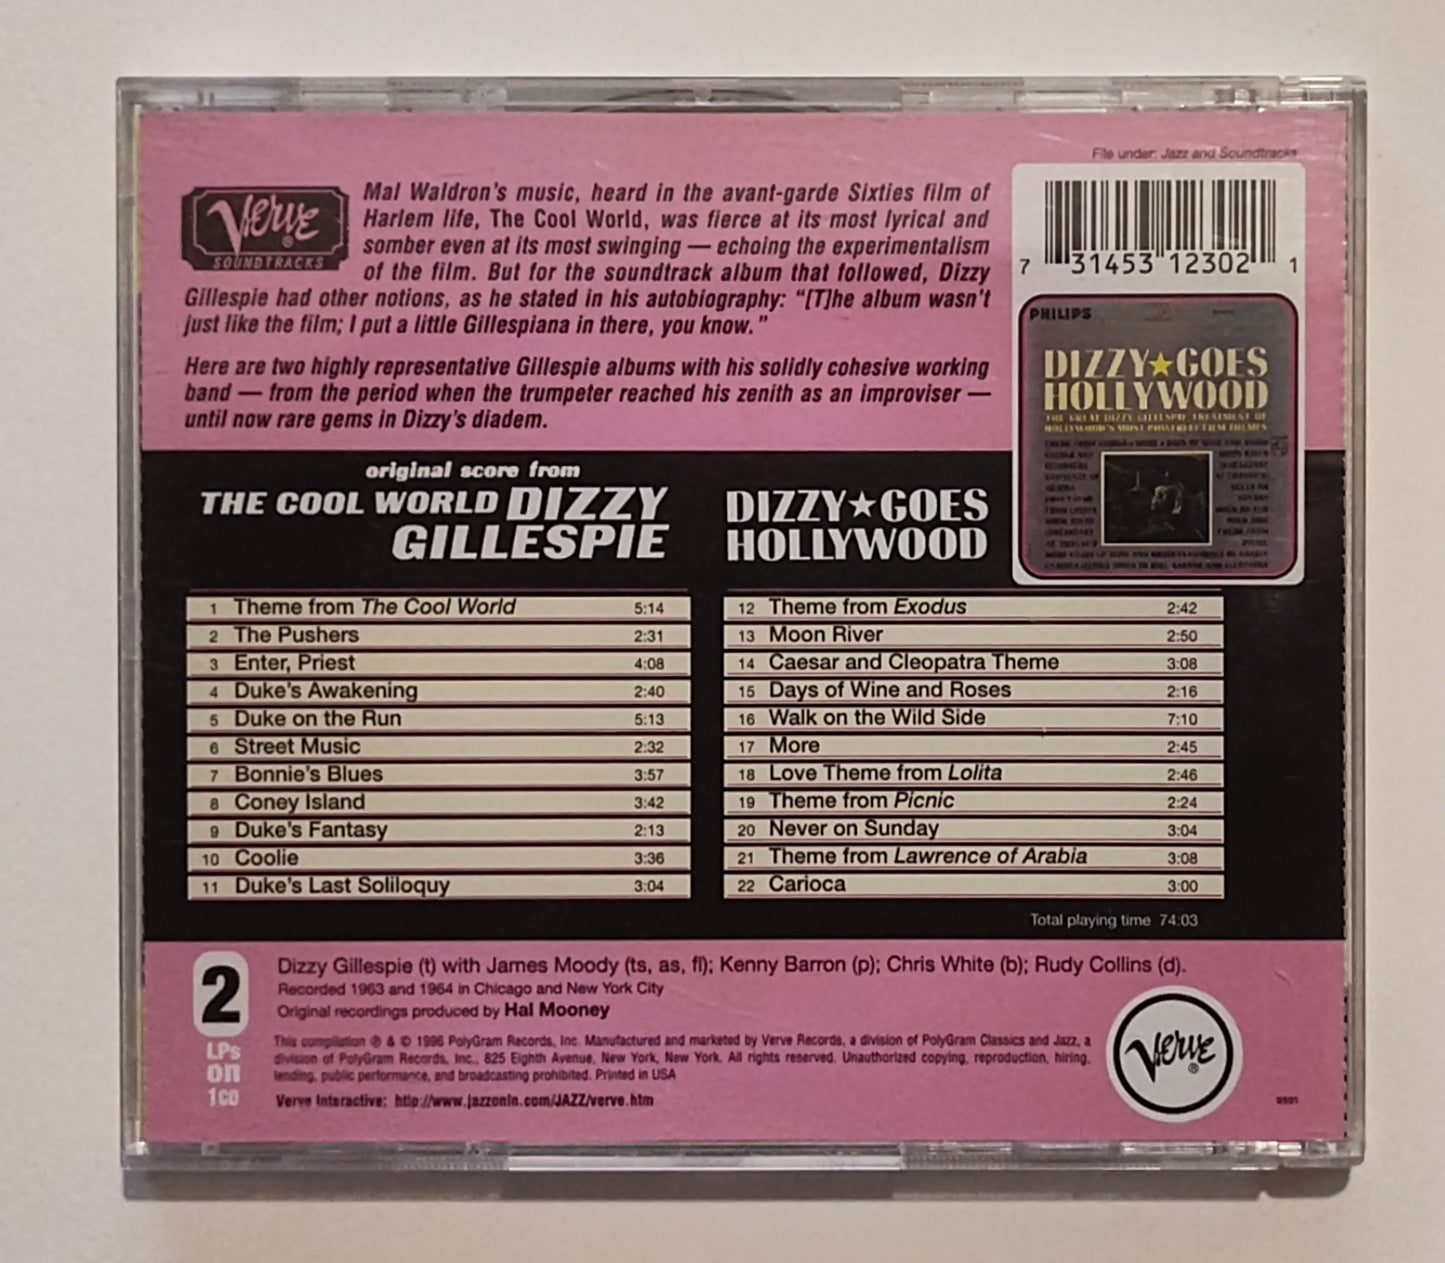 File under: Jazz and Soundtracks
Verve
®
SOUNDTRACKS
Mal Waldron's music, heard in the avant-garde Sixties film of
Harlem life, The Cool World, was fierce at its most lyrical and
somber even at its most swinging — echoing the experimentalism
of the film. But for the soundtrack album that followed, Dizzy
Gillespie had other notions, as he stated in his autobiography: “[T]he album wasn't
just like the film; I put a little Gillespiana in there, you know.”
Here are two highly representative Gillespie albums with his solidly cohesive working
band — from the period when the trumpeter reached his zenith as an improviser —
until now rare gems in Dizzy's diadem.
7 31453 12302 1
PHILIPS
DIZZY★GOES
HOLLYWOOD
THE GREAT DIZZY GILLESPIE TREATMENT OF
HOLLYWOOD'S MOST POWERFUL FILM THEMES
original score from
THE COOL WORLD DIZZY
GILLESPIE
1 Theme from The Cool World 5:14
2 The Pushers 2:31
3 Enter, Priest 4:08
4 Duke's Awakening 2:40
5 Duke on the Run 5:13
6 Street Music 2:32
7 Bonnie's Blues 3:57
8 Coney Island 3:42
9 Duke's Fantasy 2:13
10 Coolie 3:36
11 Duke's Last Soliloquy 3:04
DIZZY★GOES
HOLLYWOOD
12 Theme from Exodus 2:42
13 Moon River 2:50
14 Caesar and Cleopatra Theme 3:08
15 Days of Wine and Roses 2:16
16 Walk on the Wild Side 7:10
17 More 2:45
18 Love Theme from Lolita 2:46
19 Theme from Picnic 2:24
20 Never on Sunday 3:04
21 Theme from Lawrence of Arabia 3:08
22 Carioca 3:00
Total playing time 74:03
2
LPs
on
1CD
Dizzy Gillespie (t) with James Moody (ts, as, fl); Kenny Barron (p); Chris White (b); Rudy Collins (d).
Recorded 1963 and 1964 in Chicago and New York City
Original recordings produced by Hal Mooney
This compilation ℗ & © 1996 PolyGram Records, Inc. Manufactured and marketed by Verve Records, a division of PolyGram Classics and Jazz, a
division of PolyGram Records, Inc., 825 Eighth Avenue, New York, New York. All rights reserved. Unauthorized copying, reproduction, hiring,
lending, public performance, and broadcasting prohibited. Printed in USA
Verve Interactive: http://www.jazzonln.com/JAZZ/verve.htm
Verve
®